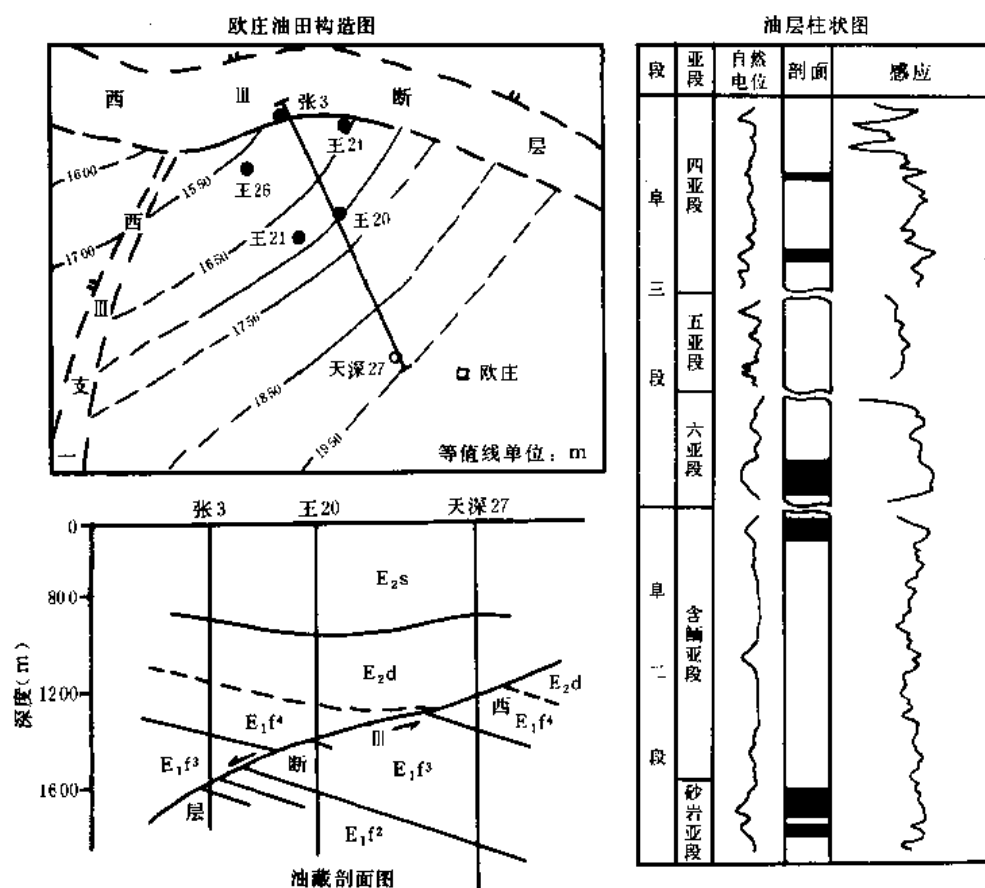 欧庄油田构造图
西
Ⅲ
断
层
张3
王21
王26
王20
王21
天深27
欧庄
西
Ⅲ
支
一
1600
1550
1700
1650
1750
1850
1950
等值线单位：m
张3
王20
天深27
0
800
1200
1600
深度(m)
E₂s
E₂d
E₂d
E₁f⁴
E₁f⁴
E₁f³
E₁f³
E₁f²
西
Ⅲ
断
层
油藏剖面图
油层柱状图
段
亚段
自然电位
剖面
感应
阜三段
四亚段
五亚段
六亚段
阜二段
砂岩亚段